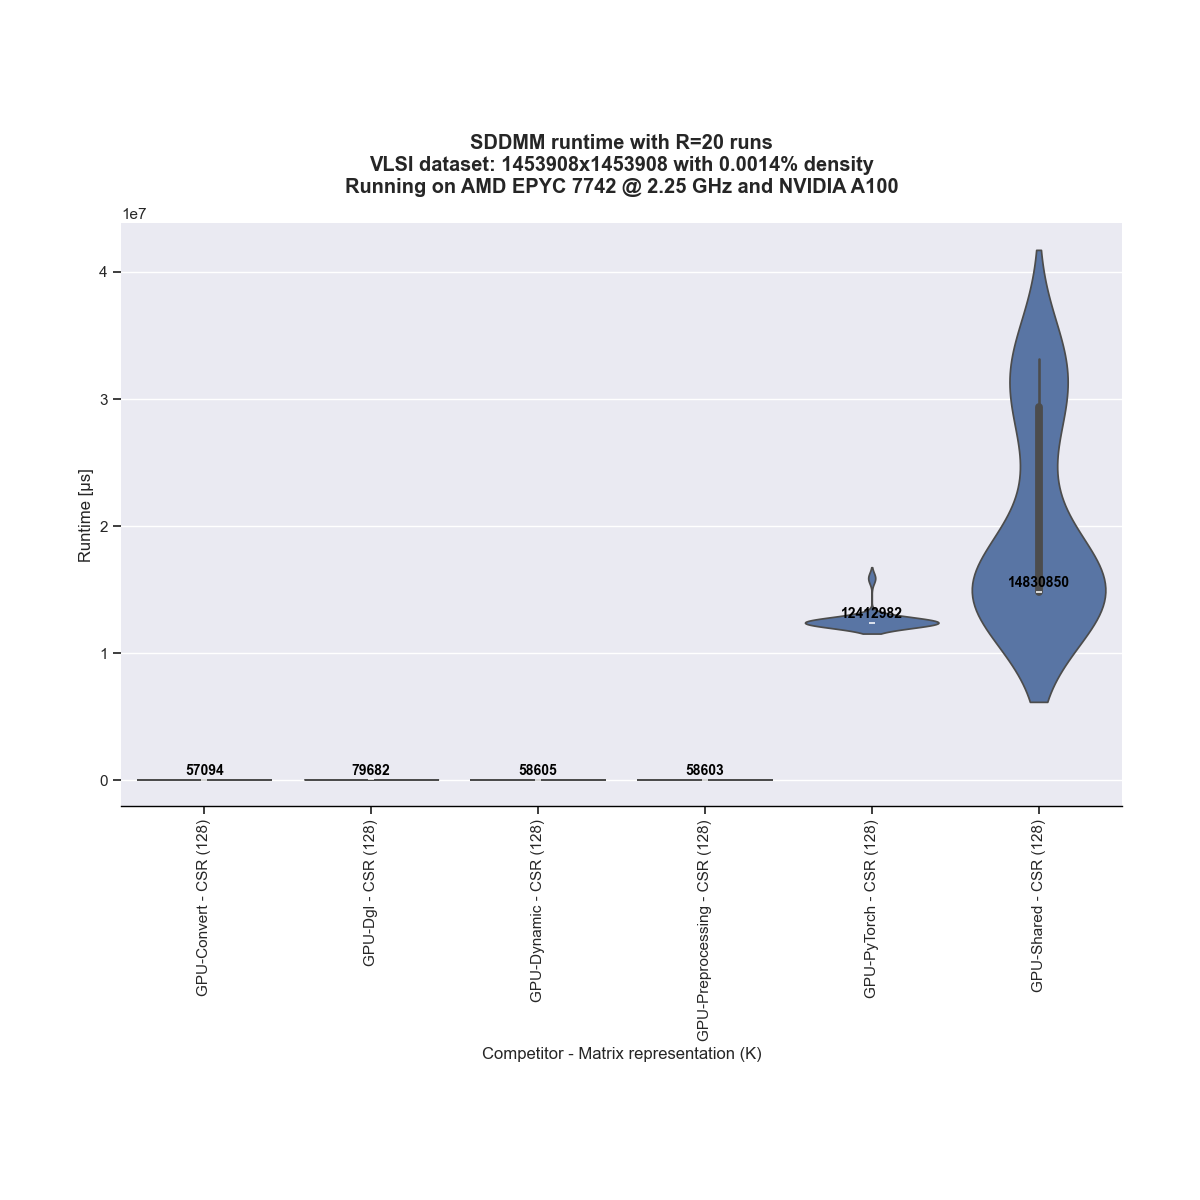 SDDMM runtime with R=20 runs
VLSI dataset: 1453908x1453908 with 0.0014% density
Running on AMD EPYC 7742 @ 2.25 GHz and NVIDIA A100
1e7
4
3
2
1
0
Runtime [µs]
57094
79682
58605
58603
12412982
14830850
GPU-Convert - CSR (128)
GPU-Dgl - CSR (128)
GPU-Dynamic - CSR (128)
GPU-Preprocessing - CSR (128)
GPU-PyTorch - CSR (128)
GPU-Shared - CSR (128)
Competitor - Matrix representation (K)